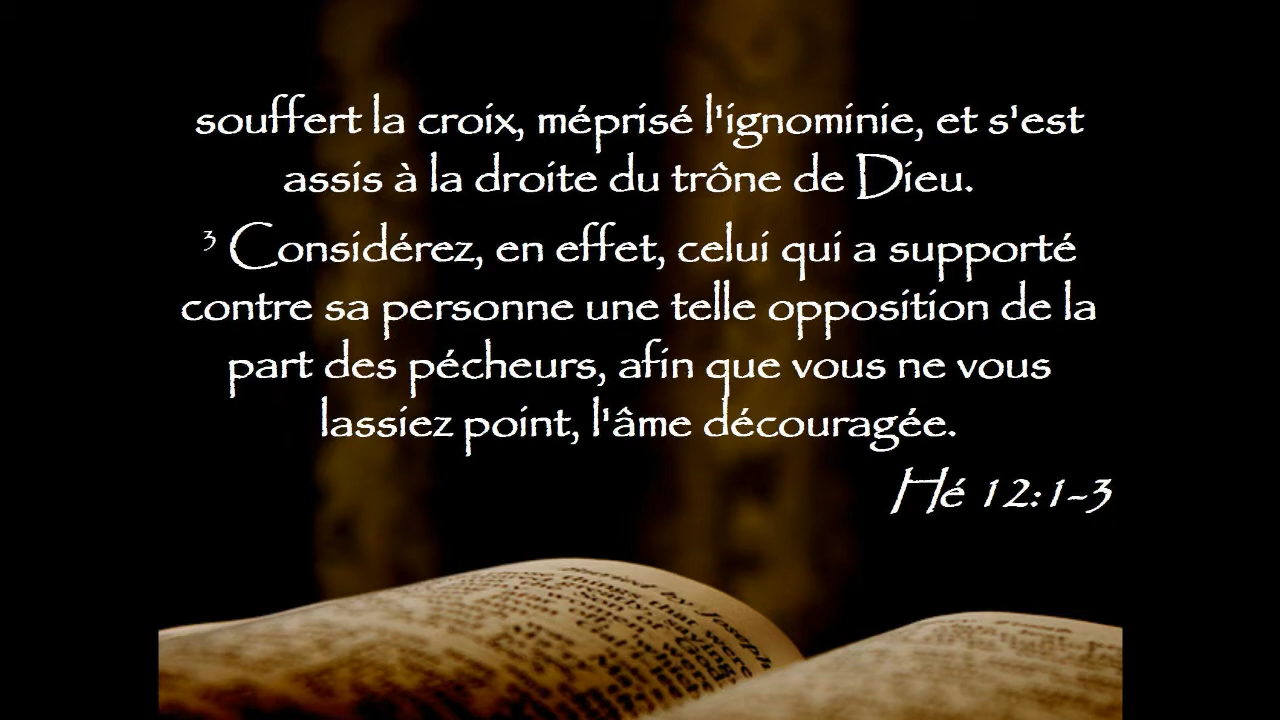 souffert la croix, méprisé l'ignominie, et s'est
assis à la droite du trône de Dieu.
³ Considérez, en effet, celui qui a supporté
contre sa personne une telle opposition de la
part des pécheurs, afin que vous ne vous
lassiez point, l'âme découragée.
Hé 12:1-3
that were